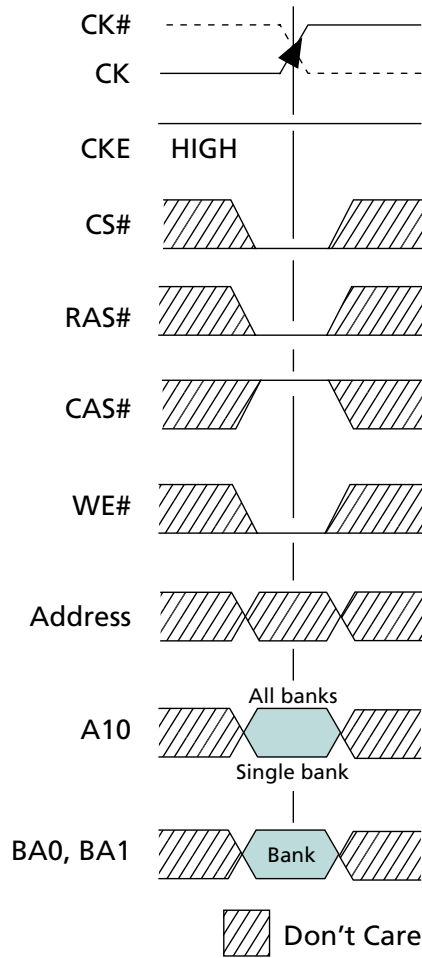 CK#
CK
CKE HIGH
CS#
RAS#
CAS#
WE#
Address
All banks
A10
Single bank
BA0, BA1 Bank
Don't Care